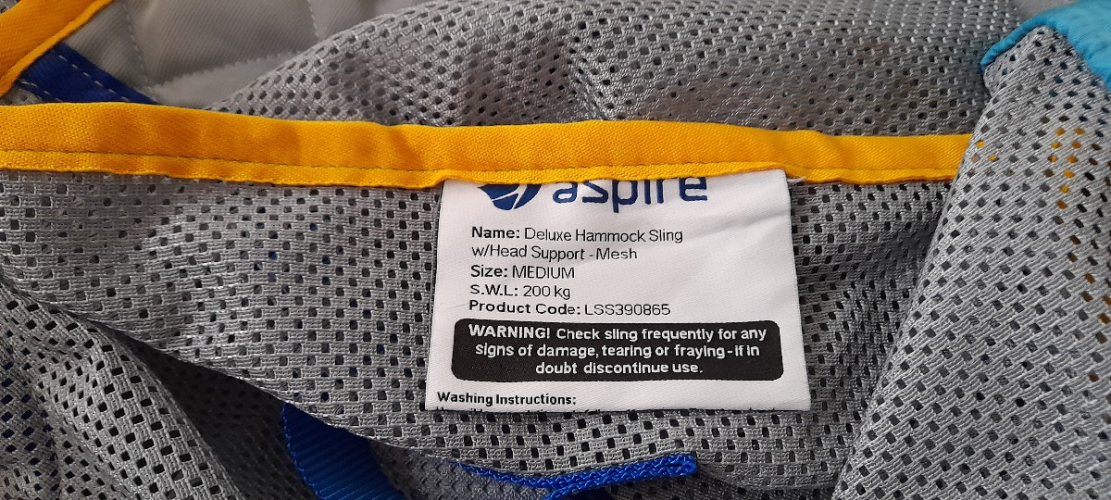 aspire
Name: Deluxe Hammock Sling
w/Head Support - Mesh
Size: MEDIUM
S.W.L: 200 kg
Product Code: LSS390865
WARNING! Check sling frequently for any
signs of damage, tearing or fraying - if in
doubt discontinue use.
Washing Instructions: